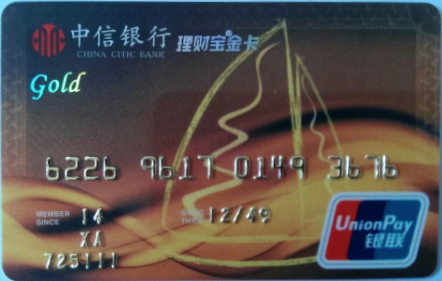 中信银行 理财宝®金卡
CHINA CITIC BANK
Gold
6226 9617 0149 3676
MEMBER SINCE 14 GOOD THRU 12/49
XA
725111
UnionPay
银联